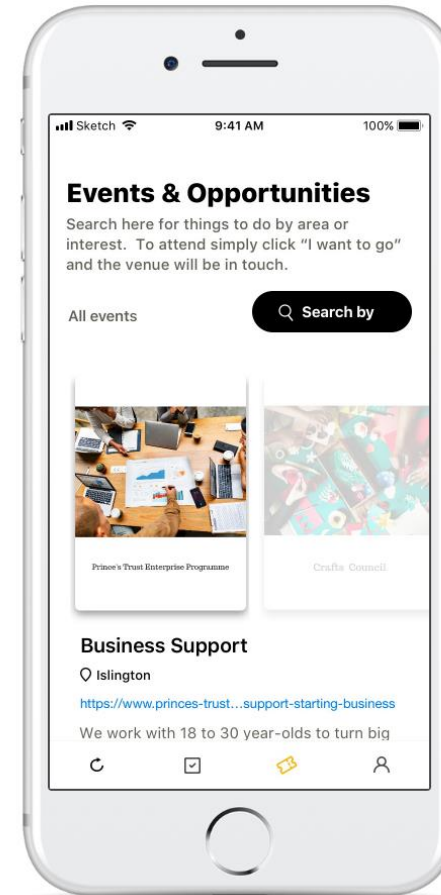 Sketch 9:41 AM 100%
Events & Opportunities
Search here for things to do by area or
interest. To attend simply click “I want to go”
and the venue will be in touch.
All events
Search by
Prince's Trust Enterprise Programme
Crafts Council
Business Support
Islington
https://www.princes-trust...support-starting-business
We work with 18 to 30 year-olds to turn big